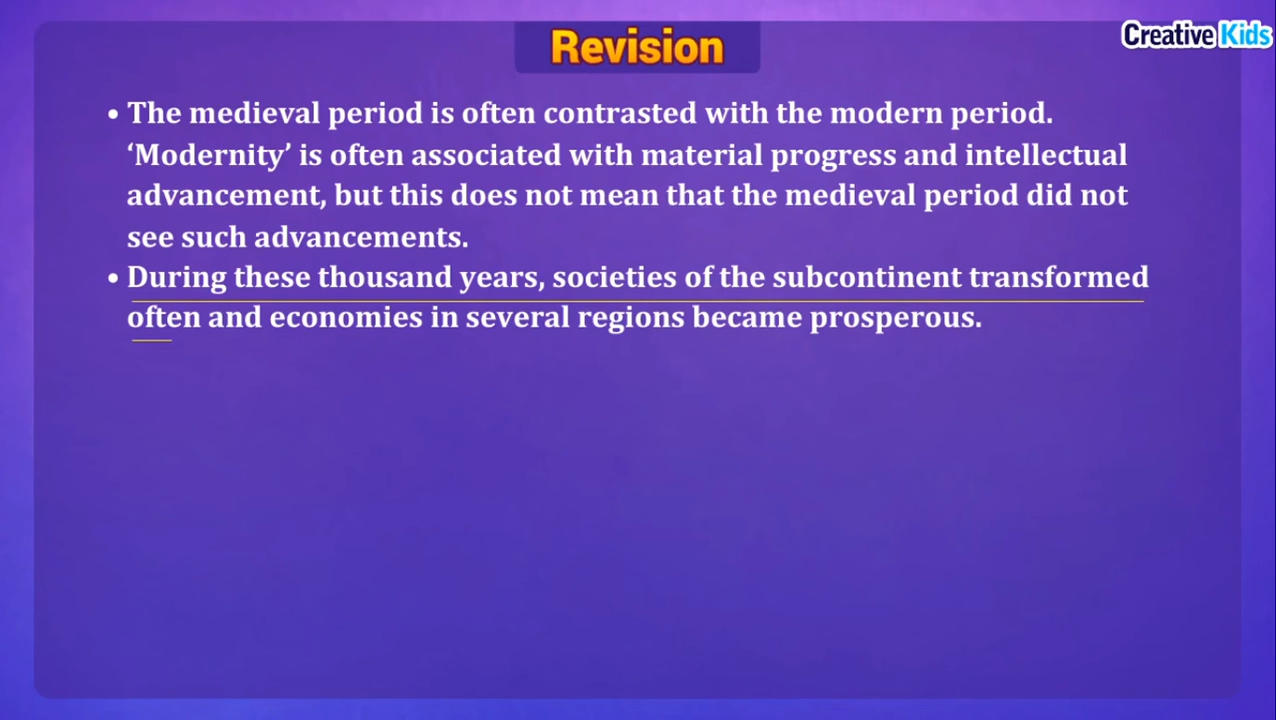 Revision
Creative Kids
• The medieval period is often contrasted with the modern period.
‘Modernity’ is often associated with material progress and intellectual
advancement, but this does not mean that the medieval period did not
see such advancements.
• During these thousand years, societies of the subcontinent transformed
often and economies in several regions became prosperous.